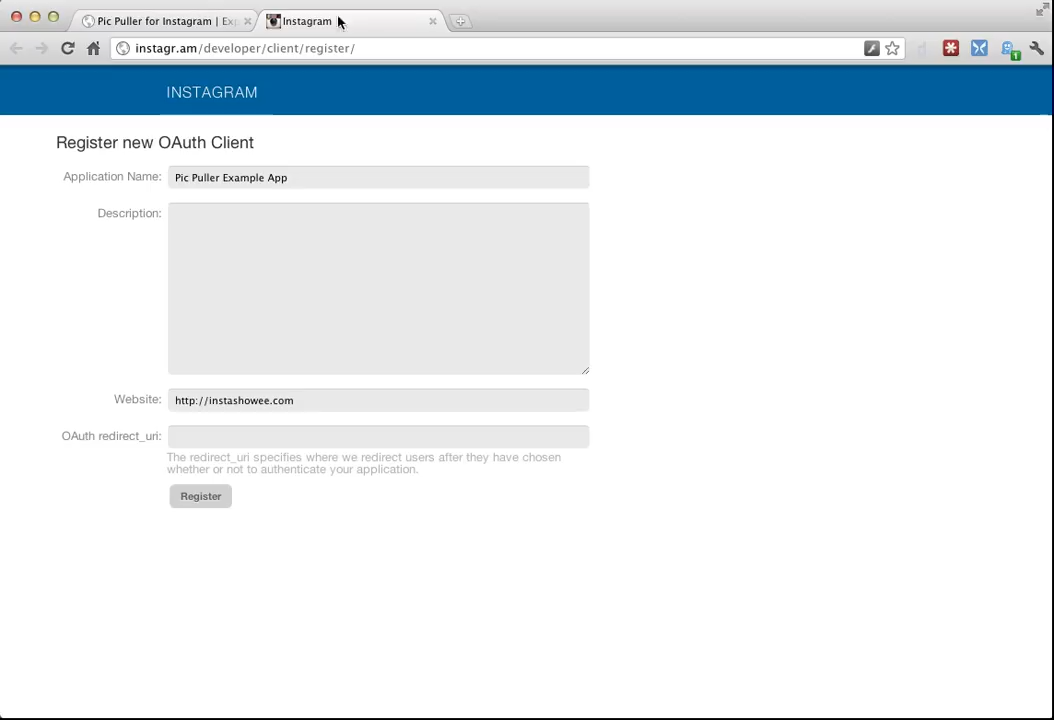 Pic Puller for Instagram | Exp
Instagram
instagr.am/developer/client/register/
1
INSTAGRAM
Register new OAuth Client
Application Name: Pic Puller Example App
Description:
Website: http://instashowee.com
OAuth redirect_uri:
The redirect_uri specifies where we redirect users after they have chosen
whether or not to authenticate your application.
Register